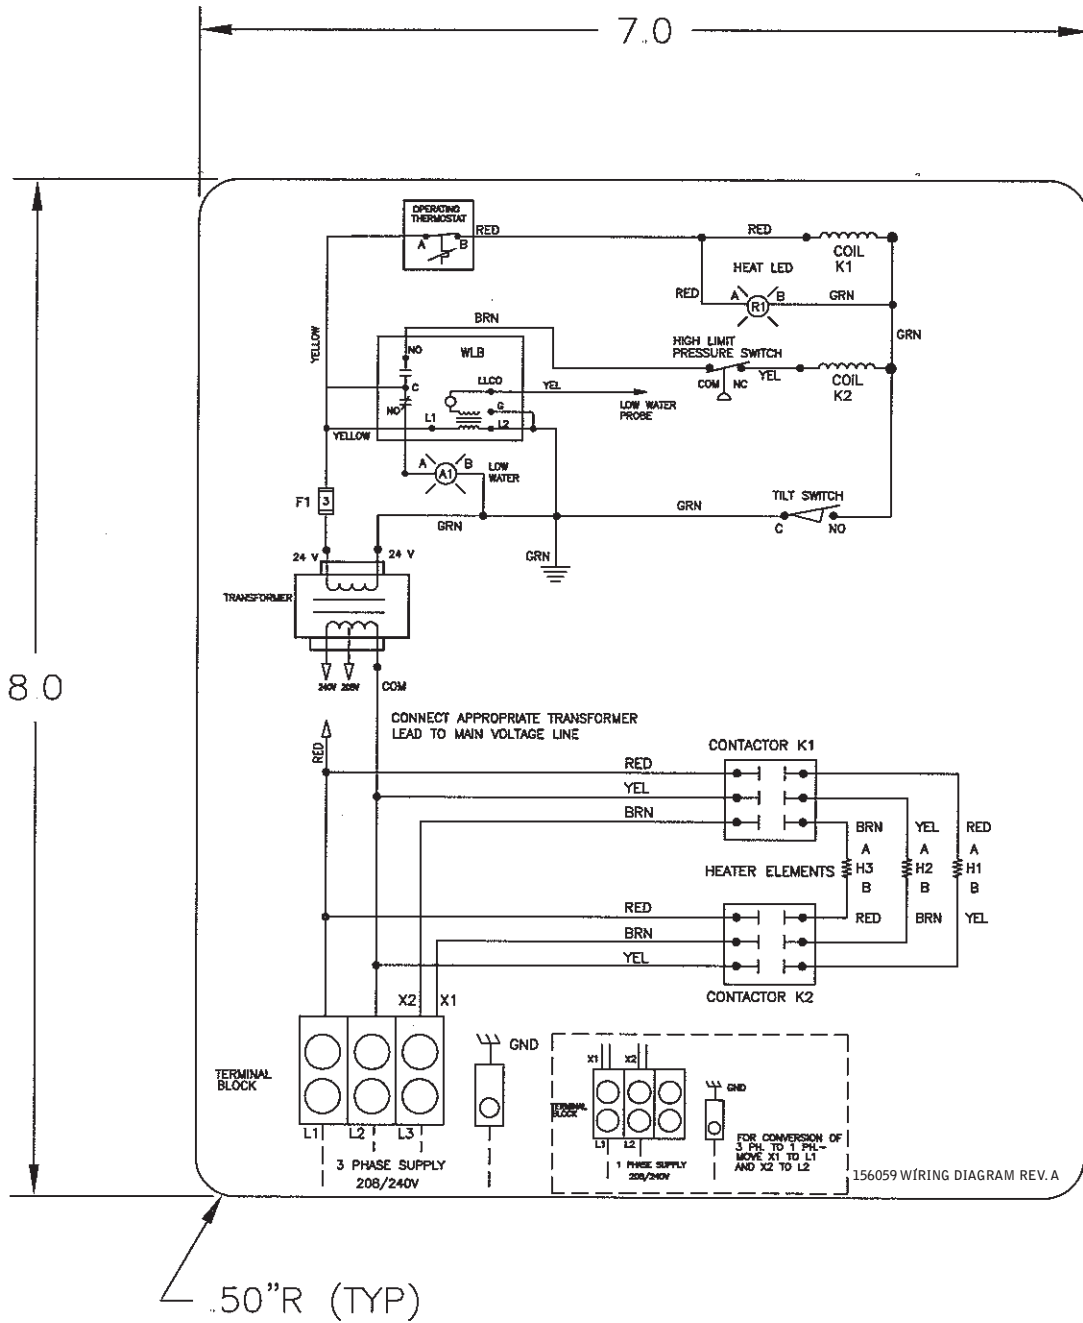 7.0
8.0
OPERATING
THERMOSTAT
A B
RED
RED
COIL
K1
HEAT LED
RED
A R1 B
GRN
GRN
YELLOW
BRN
NO
WLB
HIGH LIMIT
PRESSURE SWITCH
COM NC
YEL
COIL
K2
C
LLCO
YEL
LOW WATER
PROBE
NO
G
L1
L2
YELLOW
A A1 B
LOW
WATER
F1 3
GRN
GRN
TILT SWITCH
C NO
GRN
24 V
24 V
TRANSFORMER
240V 208V
COM
CONNECT APPROPRIATE TRANSFORMER
LEAD TO MAIN VOLTAGE LINE
RED
CONTACTOR K1
RED
YEL
BRN
BRN YEL RED
A A A
HEATER ELEMENTS H3 H2 H1
B B B
RED BRN YEL
RED
BRN
YEL
CONTACTOR K2
X2 X1
TERMINAL
BLOCK
L1 L2 L3
3 PHASE SUPPLY
208/240V
GND
X1 X2
TERMINAL
BLOCK
L1 L2
1 PHASE SUPPLY
208/240V
GND
FOR CONVERSION OF
3 PH. TO 1 PH.-
MOVE X1 TO L1
AND X2 TO L2
156059 WIRING DIAGRAM REV. A
.50"R (TYP)